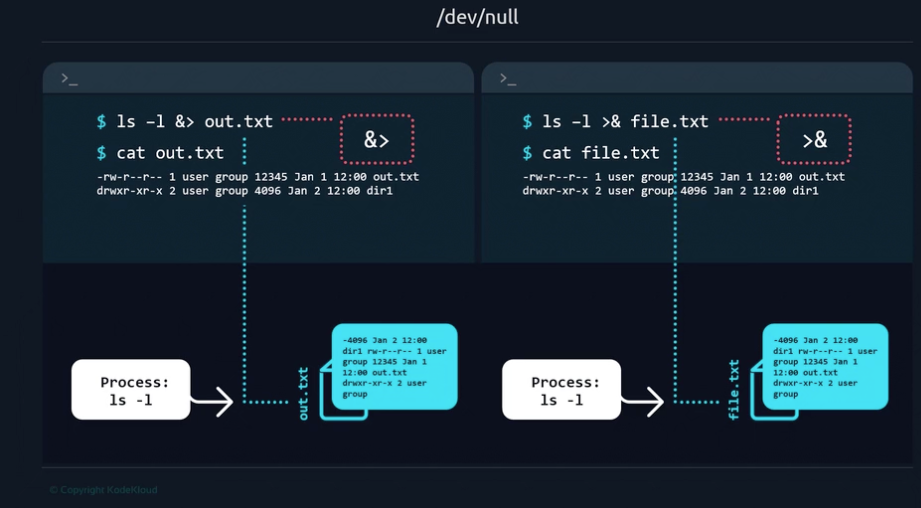 /dev/null
>_
$ ls -l &> out.txt
&>
$ cat out.txt
-rw-r--r-- 1 user group 12345 Jan 1 12:00 out.txt
drwxr-xr-x 2 user group 4096 Jan 2 12:00 dir1
Process:
ls -l
out.txt
-4096 Jan 2 12:00
dir1 rw-r--r-- 1 user
group 12345 Jan 1
12:00 out.txt
drwxr-xr-x 2 user
group
>_
$ ls -l >& file.txt
>&
$ cat file.txt
-rw-r--r-- 1 user group 12345 Jan 1 12:00 out.txt
drwxr-xr-x 2 user group 4096 Jan 2 12:00 dir1
Process:
ls -l
file.txt
-4096 Jan 2 12:00
dir1 rw-r--r-- 1 user
group 12345 Jan 1
12:00 out.txt
drwxr-xr-x 2 user
group
© Copyright KodeKloud